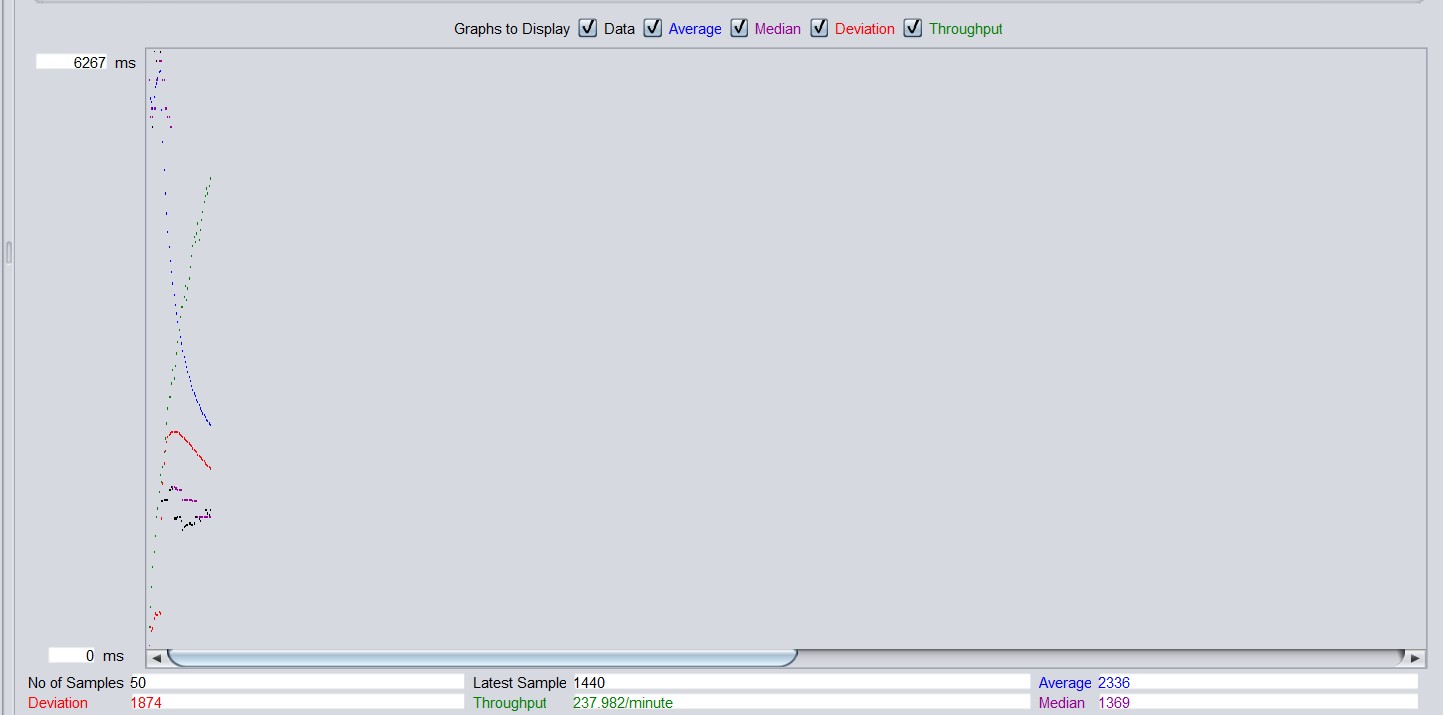 Graphs to Display Data Average Median Deviation Throughput
6267 ms
0 ms
No of Samples 50 Latest Sample 1440 Average 2336
Deviation 1874 Throughput 237.982/minute Median 1369